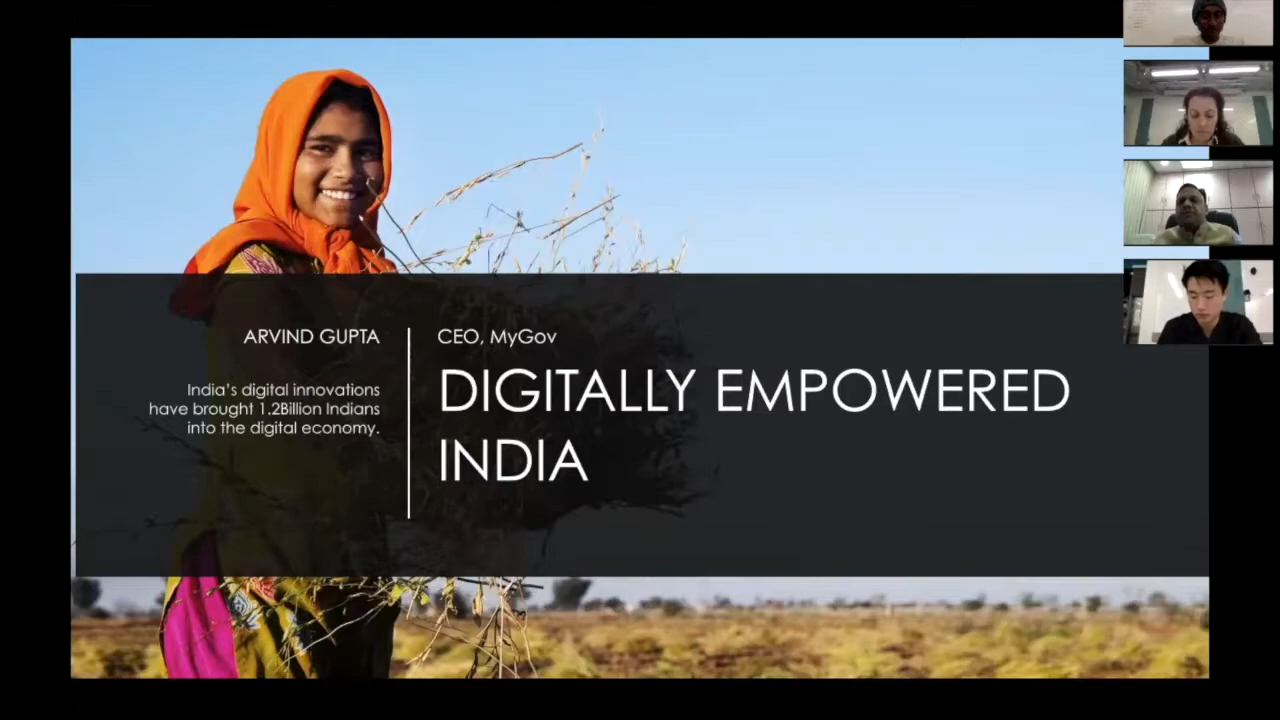 ARVIND GUPTA
India's digital innovations
have brought 1.2Billion Indians
into the digital economy.
CEO, MyGov
DIGITALLY EMPOWERED
INDIA